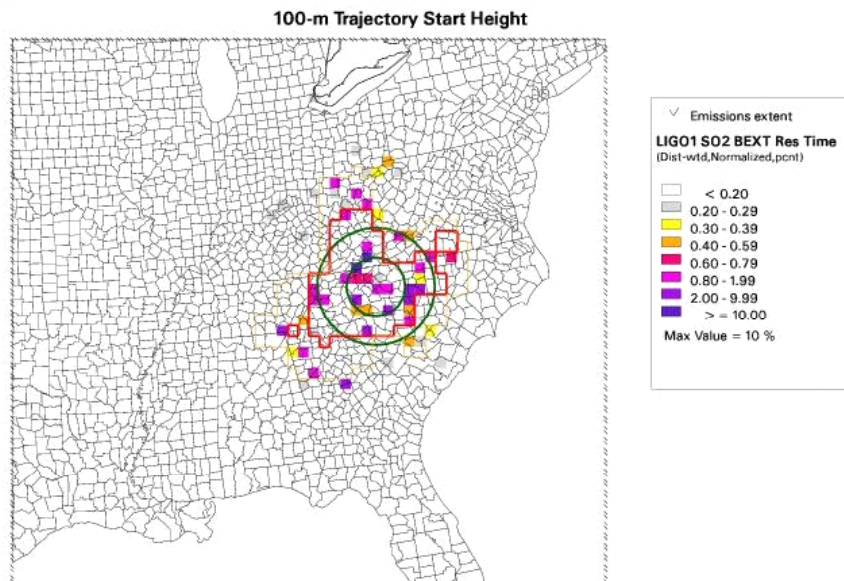 100-m Trajectory Start Height
Emissions extent
LIGO1 SO2 BEXT Res Time
(Dist-wtd,Normalized,pcnt)
< 0.20
0.20 - 0.29
0.30 - 0.39
0.40 - 0.59
0.60 - 0.79
0.80 - 1.99
2.00 - 9.99
> = 10.00
Max Value = 10 %